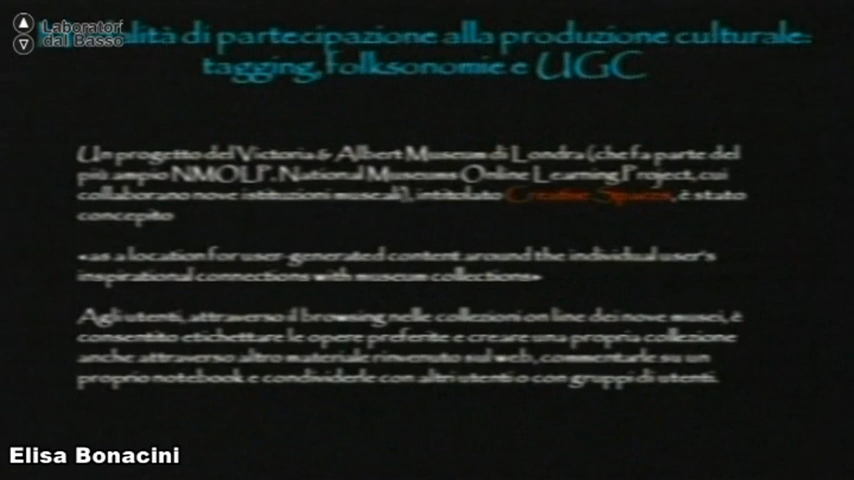 Laboratori
dal Basso
alità di partecipazione alla produzione culturale:
tagging, folksonomie e UGC
Un progetto del Victoria & Albert Museum di Londra (che fa parte del
più ampio NMOLP. National Museums Online Learning Project, cui
collaborano nove istituzioni museali), intitolato Creative Spaces, è stato
concepito
«as a location for user-generated content around the individual user's
inspirational connections with museum collections»
Agli utenti, attraverso il browsing nelle collezioni on line dei nove musei, è
consentito etichettare le opere preferite e creare una propria collezione
anche attraverso altro materiale rinvenuto sul web, commentarle su un
proprio notebook e condividerle con altri utenti o con gruppi di utenti.
Elisa Bonacini